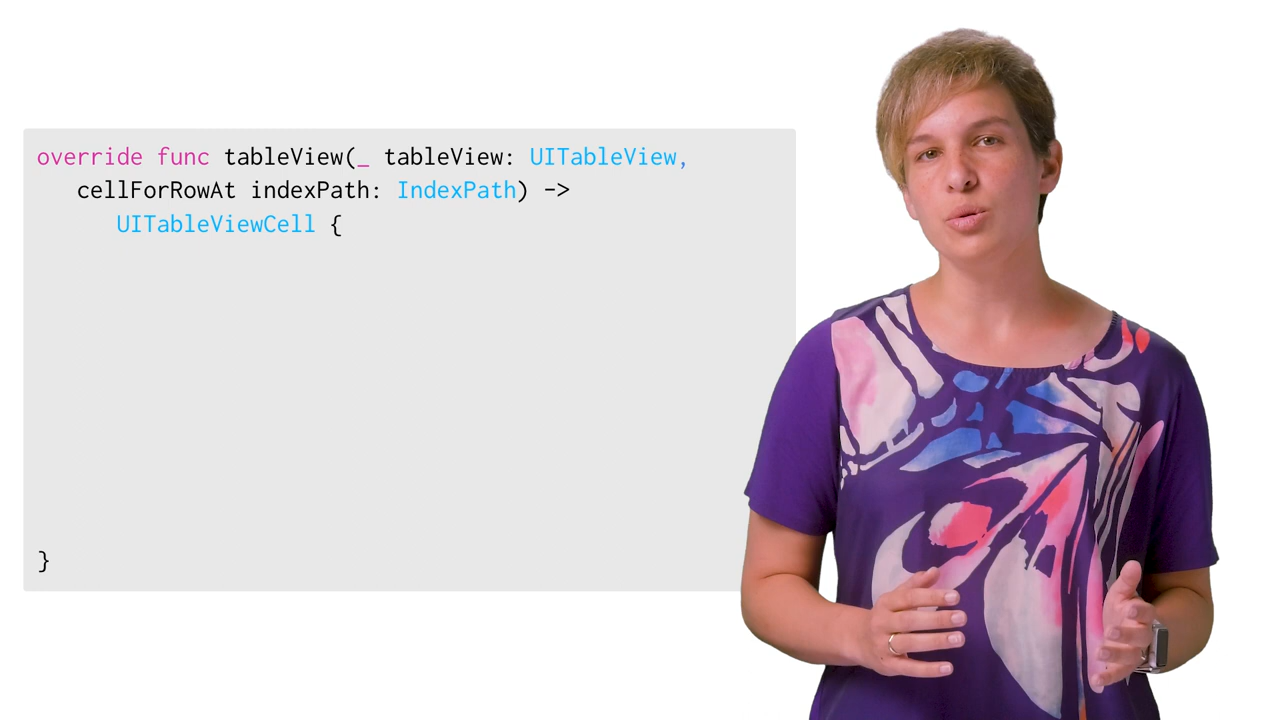 override func tableView(_ tableView: UITableView,
cellForRowAt indexPath: IndexPath) ->
UITableViewCell {
}